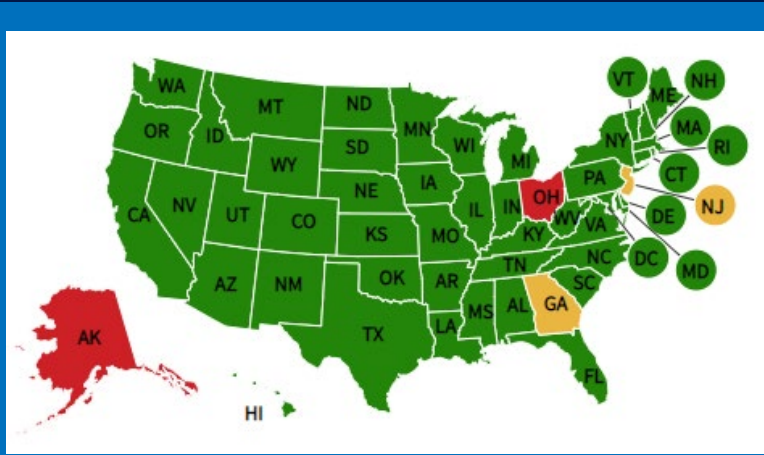 VT
NH
WA
ME
MT
ND
MN
OR
ID
MA
SD
WI
NY
RI
WY
MI
CT
IA
PA
NE
OH
NV
IL
IN
NJ
CA
UT
CO
WV
DE
VA
KS
MO
KY
NC
DC
MD
TN
OK
AZ
NM
AR
SC
MS
AL
GA
LA
TX
AK
FL
HI